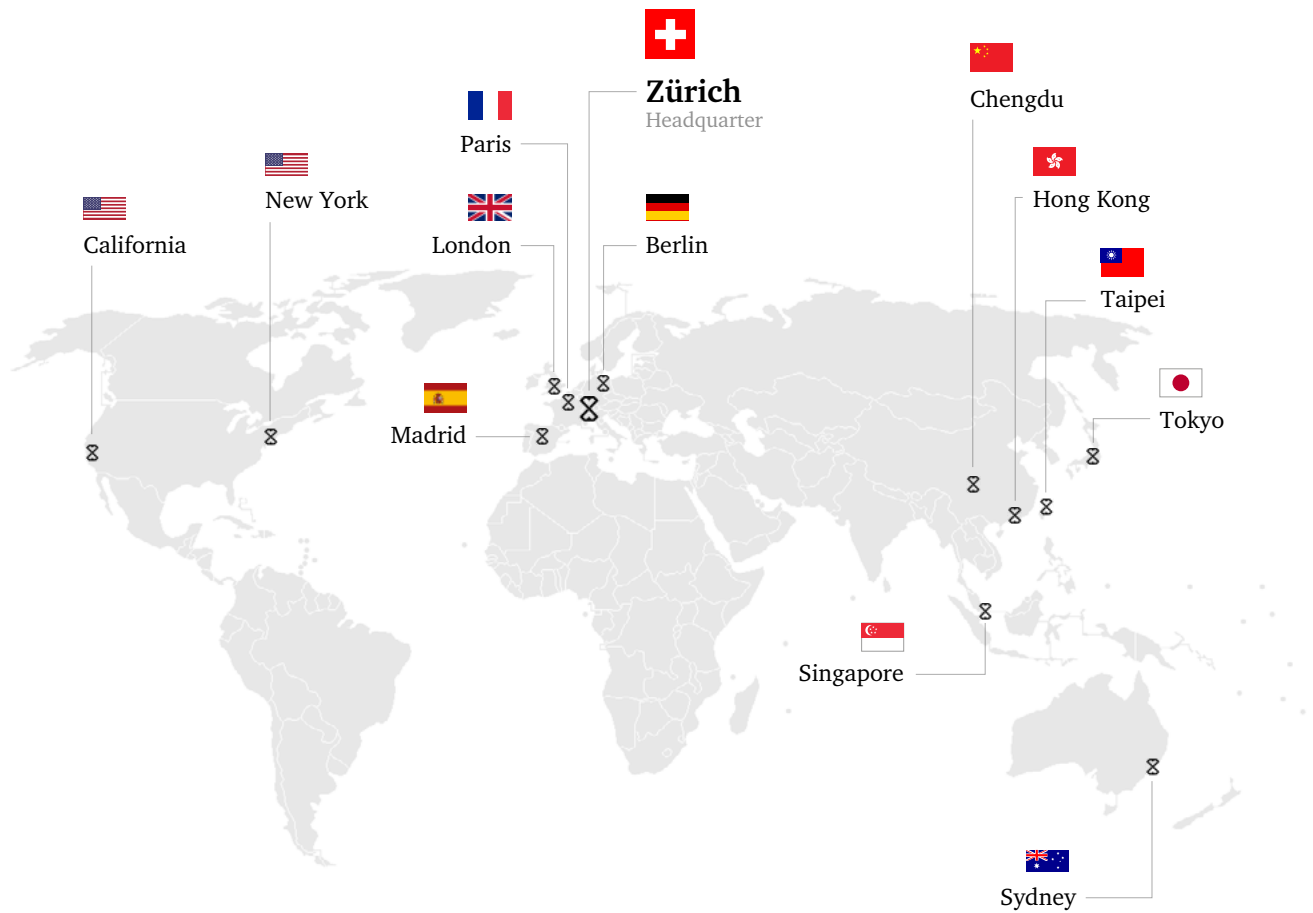 Zürich
Headquarter
Chengdu
Paris
New York
Hong Kong
California
London
Berlin
Taipei
Madrid
Tokyo
Singapore
Sydney